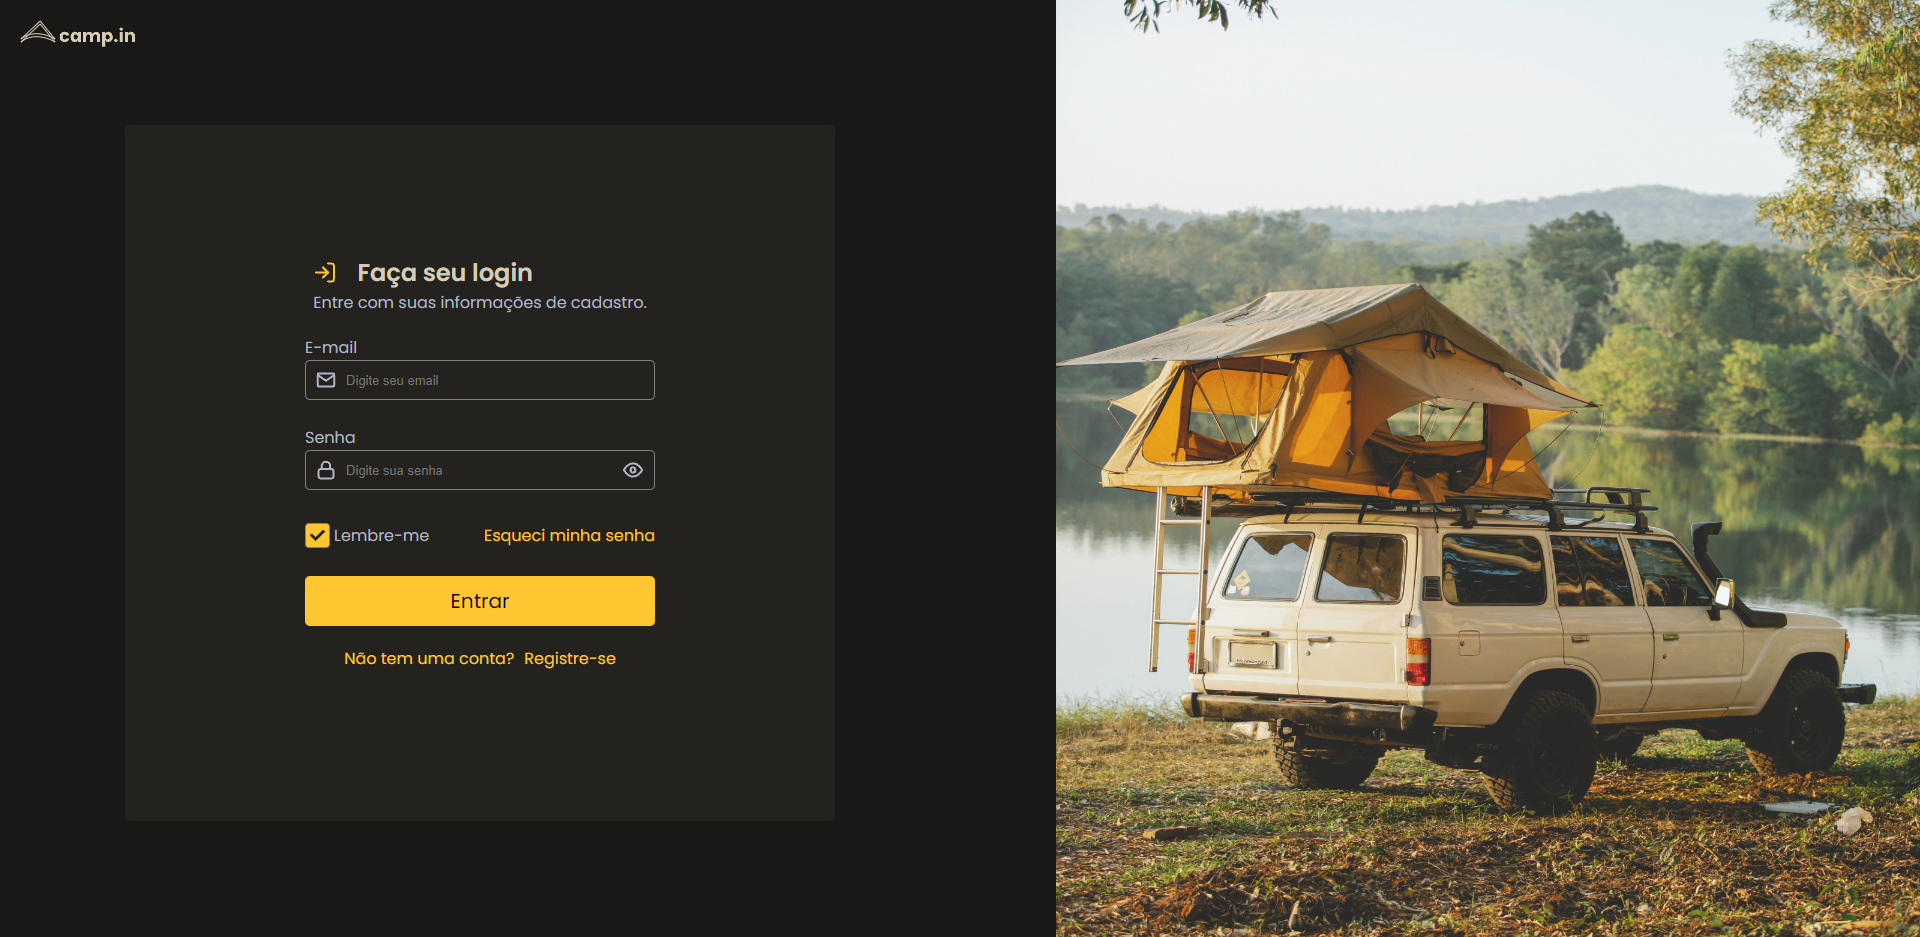 camp.in
Faça seu login
Entre com suas informações de cadastro.
E-mail
Digite seu email
Senha
Digite sua senha
Lembre-me Esqueci minha senha
Entrar
Não tem uma conta? Registre-se